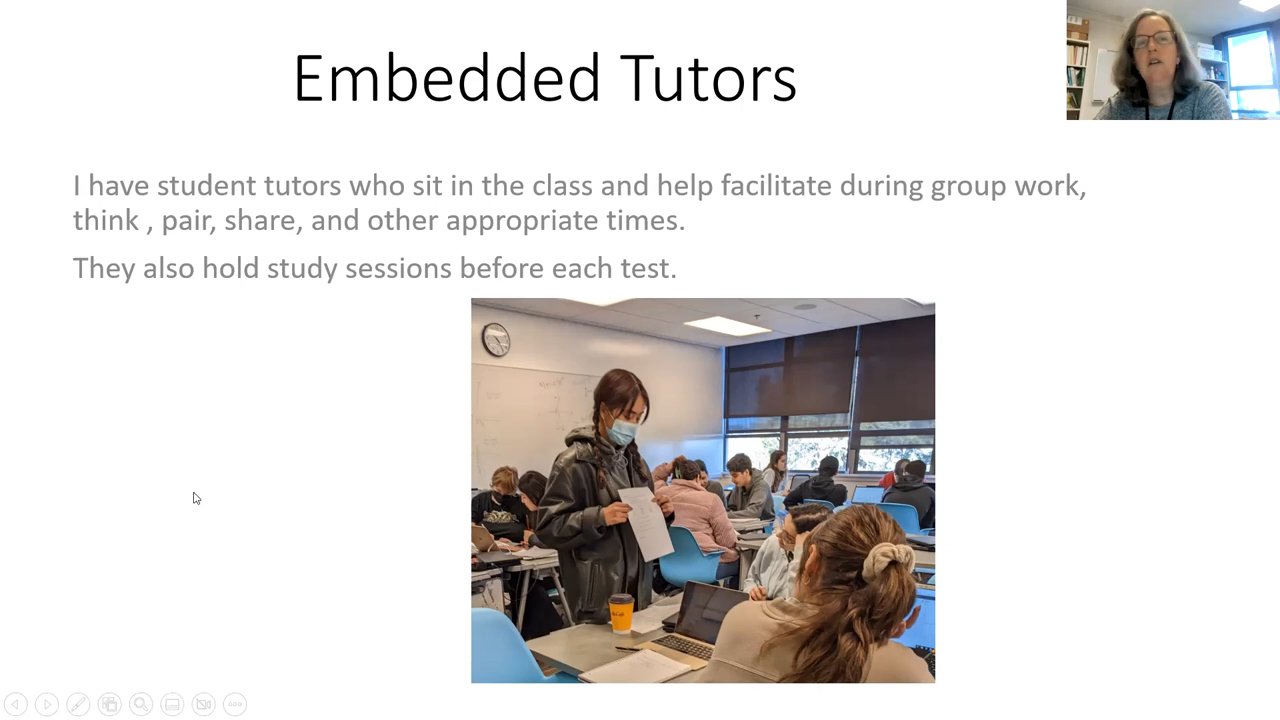 Embedded Tutors
I have student tutors who sit in the class and help facilitate during group work,
think , pair, share, and other appropriate times.
They also hold study sessions before each test.